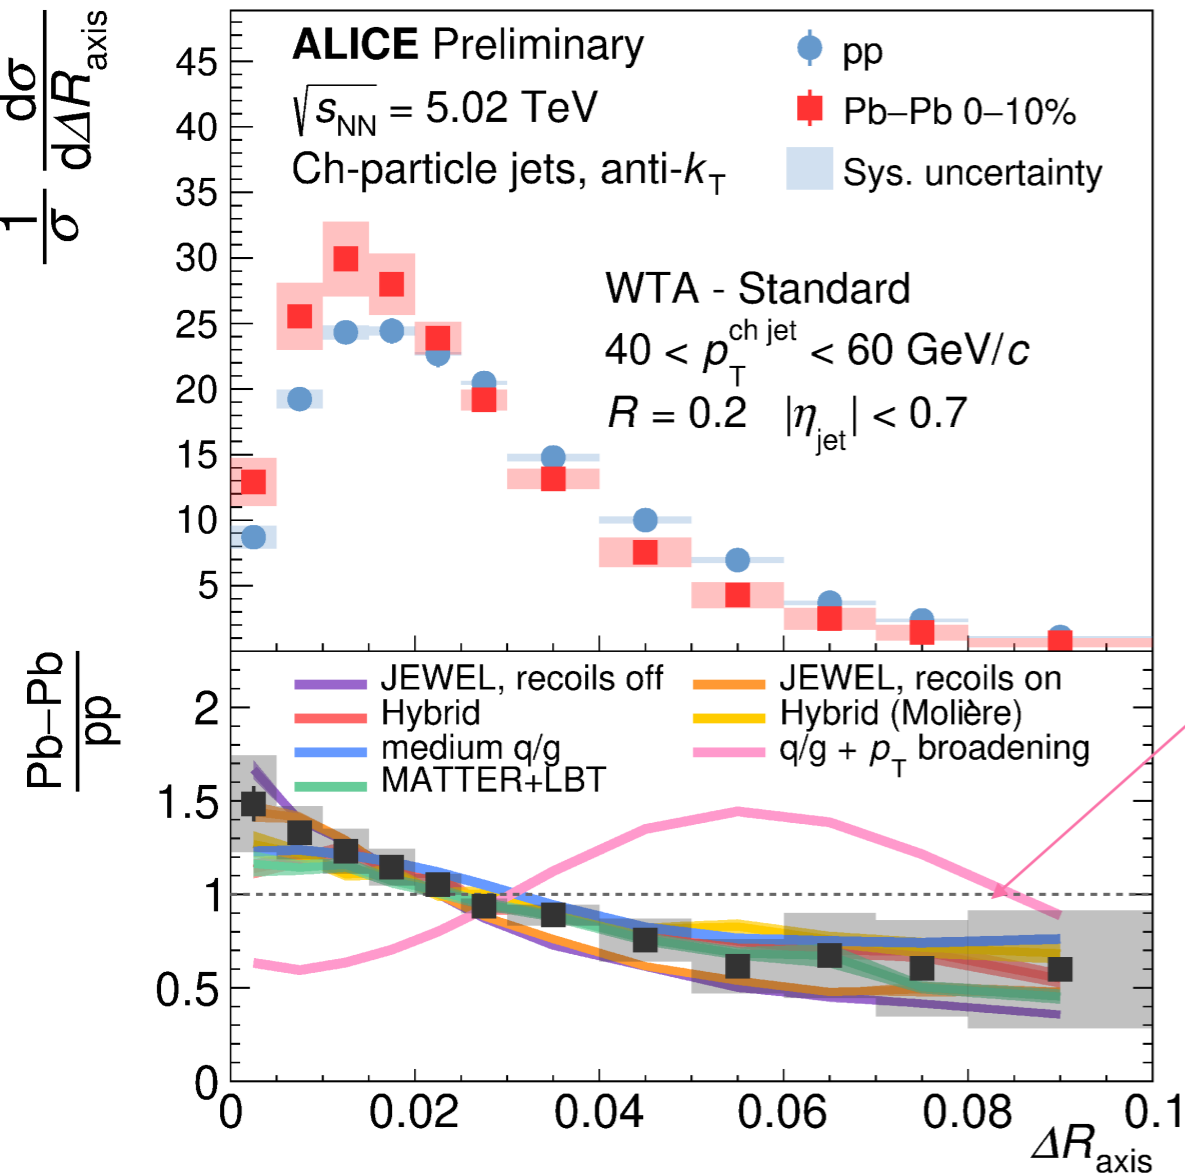 1/σ dσ/dΔR_axis
ALICE Preliminary
√s_NN = 5.02 TeV
Ch-particle jets, anti-k_T
pp
Pb–Pb 0–10%
Sys. uncertainty
WTA - Standard
40 < p_T^ch jet < 60 GeV/c
R = 0.2 |η_jet| < 0.7
45
40
35
30
25
20
15
10
5
Pb–Pb/pp
JEWEL, recoils off
Hybrid
medium q/g
MATTER+LBT
JEWEL, recoils on
Hybrid (Molière)
q/g + p_T broadening
2
1.5
1
0.5
0
0 0.02 0.04 0.06 0.08 0.1
ΔR_axis